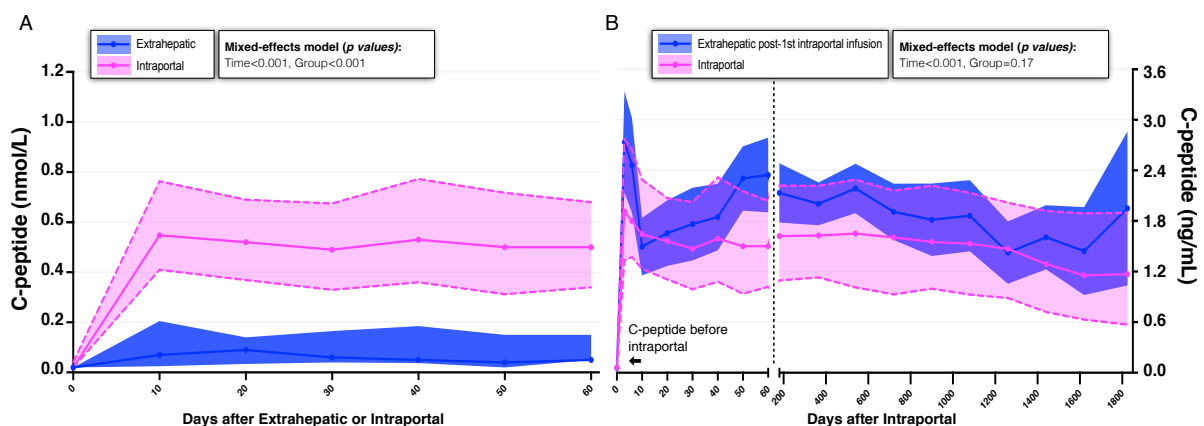 A
Extrahepatic
Intraportal
Mixed-effects model (p values):
Time<0.001, Group<0.001
C-peptide (nmol/L)
1.2
1.0
0.8
0.6
0.4
0.2
0.0
0 10 20 30 40 50 60
Days after Extrahepatic or Intraportal
B
Extrahepatic post-1st intraportal infusion
Intraportal
Mixed-effects model (p values):
Time<0.001, Group=0.17
C-peptide before
intraportal
3.6
3.0
2.4
1.8
1.2
0.6
0.0
C-peptide (ng/mL)
0 10 20 30 40 50 60 200 400 600 800 1000 1200 1400 1600 1800
Days after Intraportal